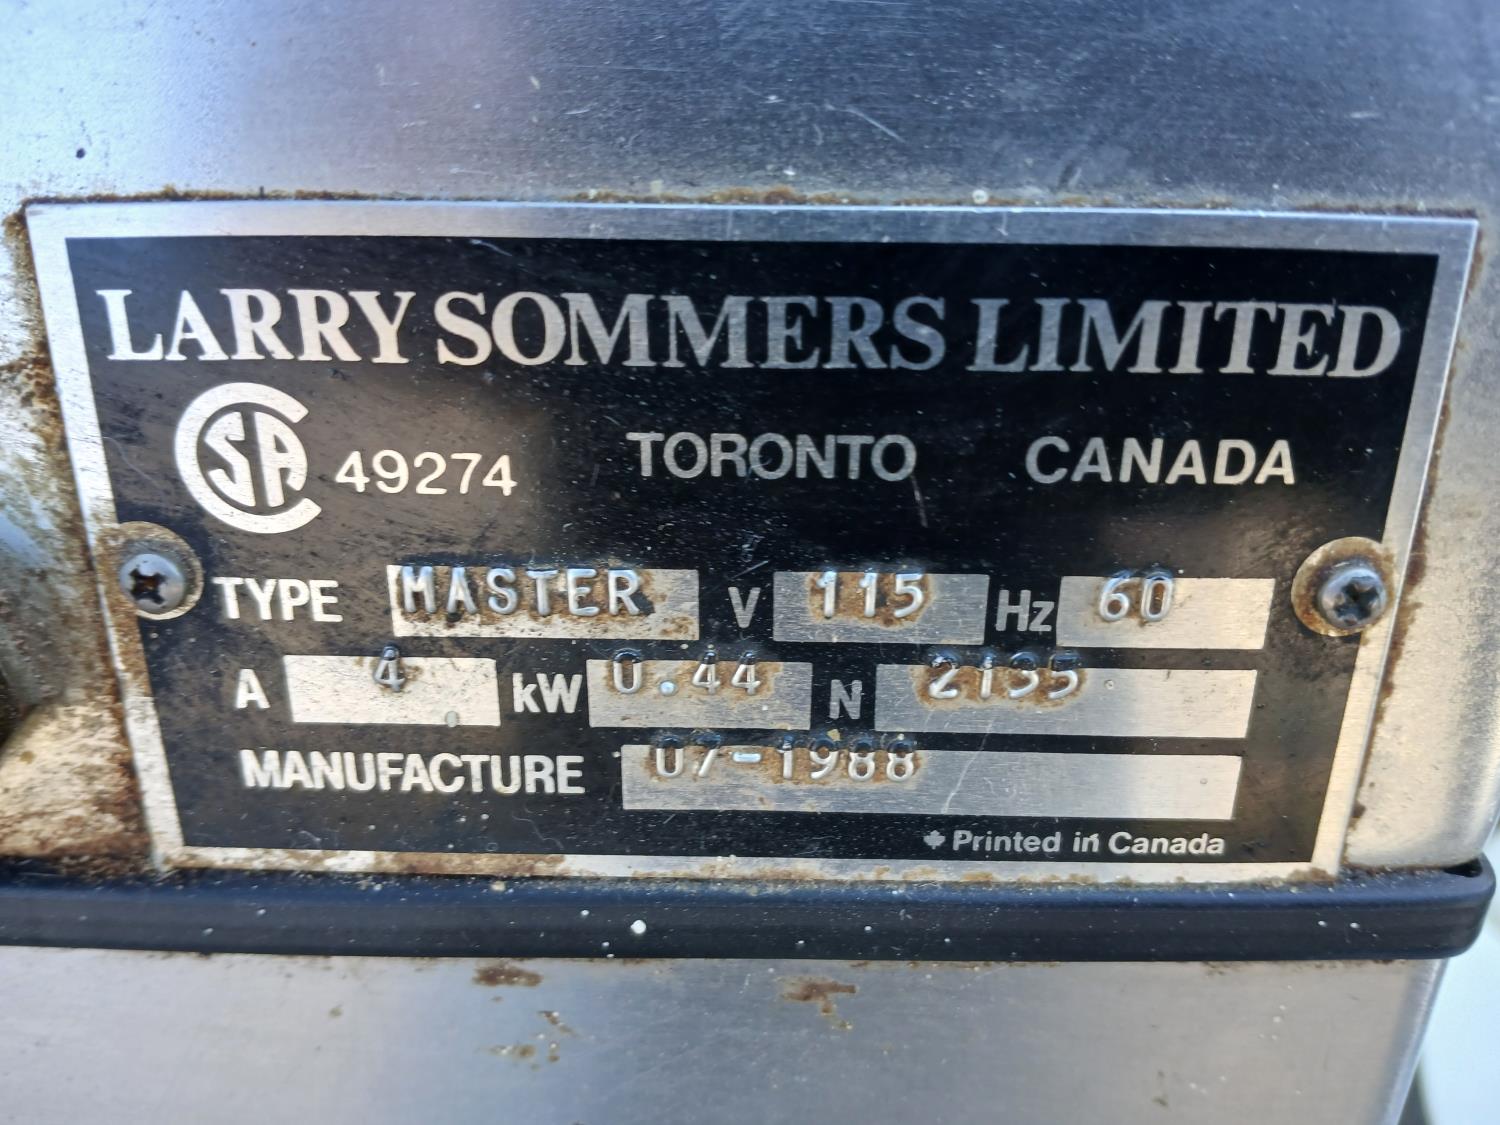 LARRY SOMMERS LIMITED
CSA 49274 TORONTO CANADA
TYPE MASTER V 115 Hz 60
A 4 kW 0.44 N 2135
MANUFACTURE 07-1988
Printed in Canada